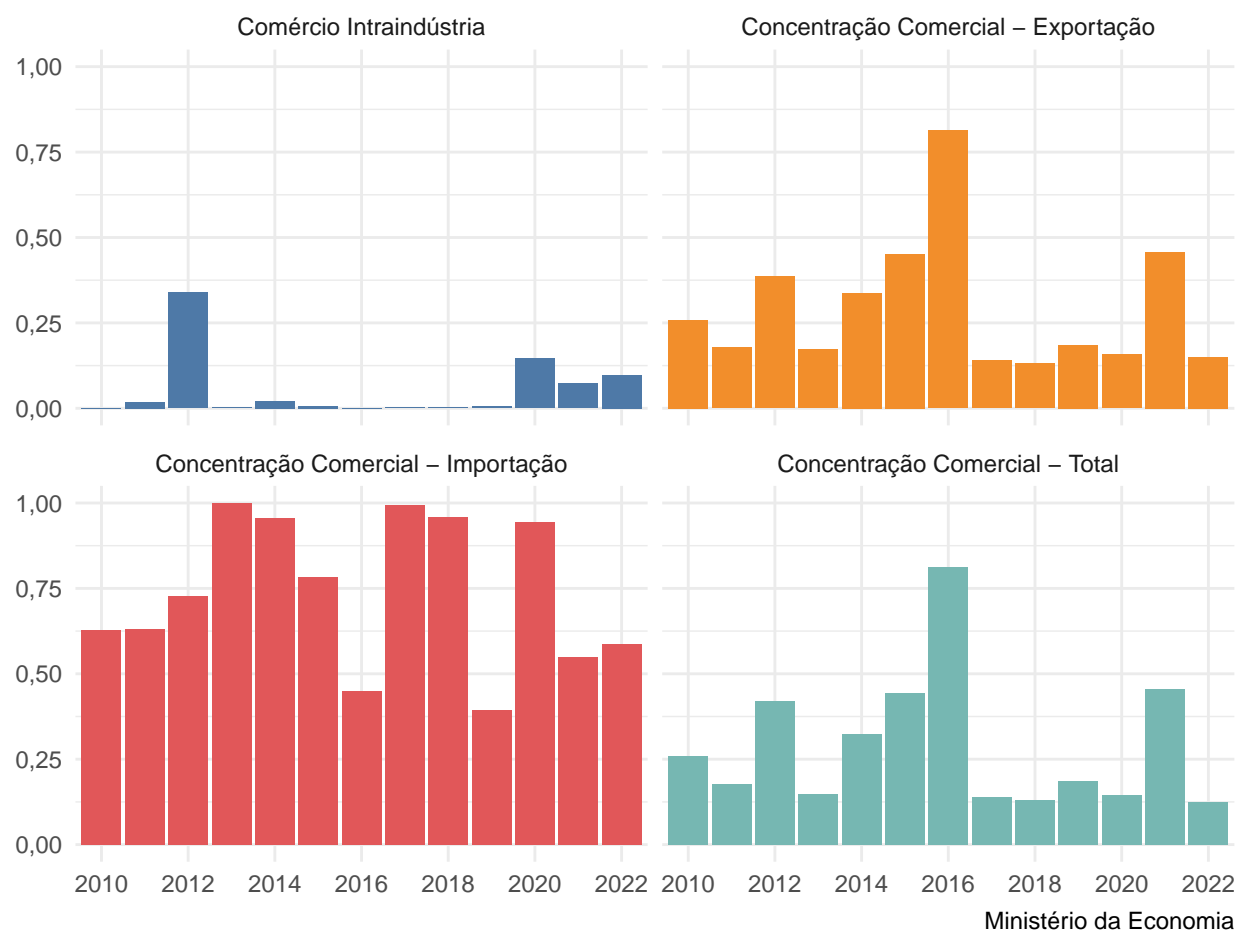 Comércio Intraindústria
Concentração Comercial – Exportação
1,00
0,75
0,50
0,25
0,00
Concentração Comercial – Importação
Concentração Comercial – Total
1,00
0,75
0,50
0,25
0,00
2010 2012 2014 2016 2018 2020 2022
2010 2012 2014 2016 2018 2020 2022
Ministério da Economia